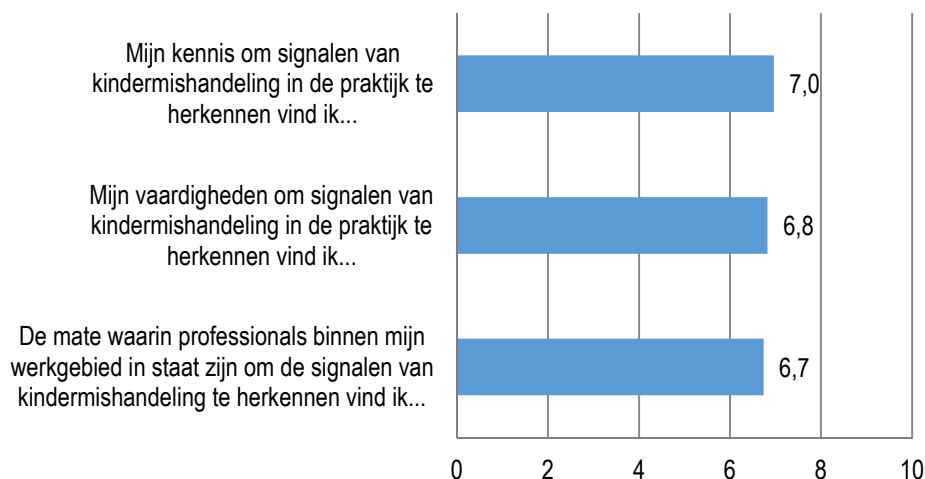 Mijn kennis om signalen van
kindermishandeling in de praktijk te
herkennen vind ik...
7,0
Mijn vaardigheden om signalen van
kindermishandeling in de praktijk te
herkennen vind ik...
6,8
De mate waarin professionals binnen mijn
werkgebied in staat zijn om de signalen van
kindermishandeling te herkennen vind ik...
6,7
0 2 4 6 8 10